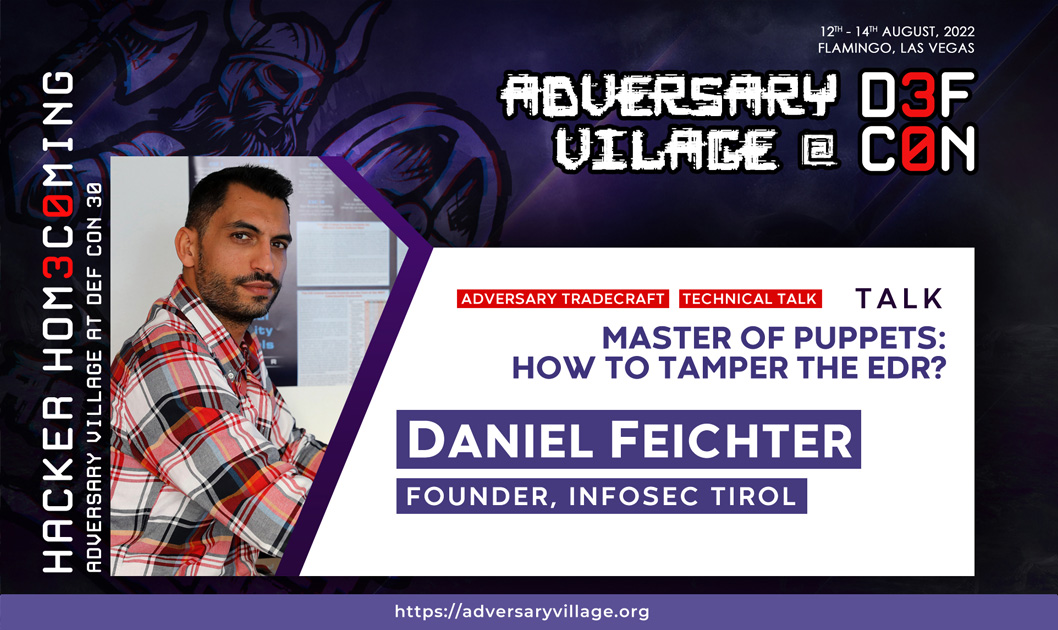 12TH - 14TH AUGUST, 2022
FLAMINGO, LAS VEGAS
ADVERSARY D3F
VILAGE @ C0N
HACKER HOM3C0MING
ADVERSARY VILLAGE AT DEF CON 30
ADVERSARY TRADECRAFT TECHNICAL TALK TALK
MASTER OF PUPPETS:
HOW TO TAMPER THE EDR?
DANIEL FEICHTER
FOUNDER, INFOSEC TIROL
https://adversaryvillage.org